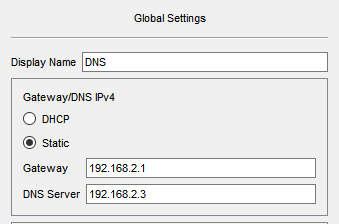 Global Settings
Display Name DNS
Gateway/DNS IPv4
DHCP
Static
Gateway 192.168.2.1
DNS Server 192.168.2.3